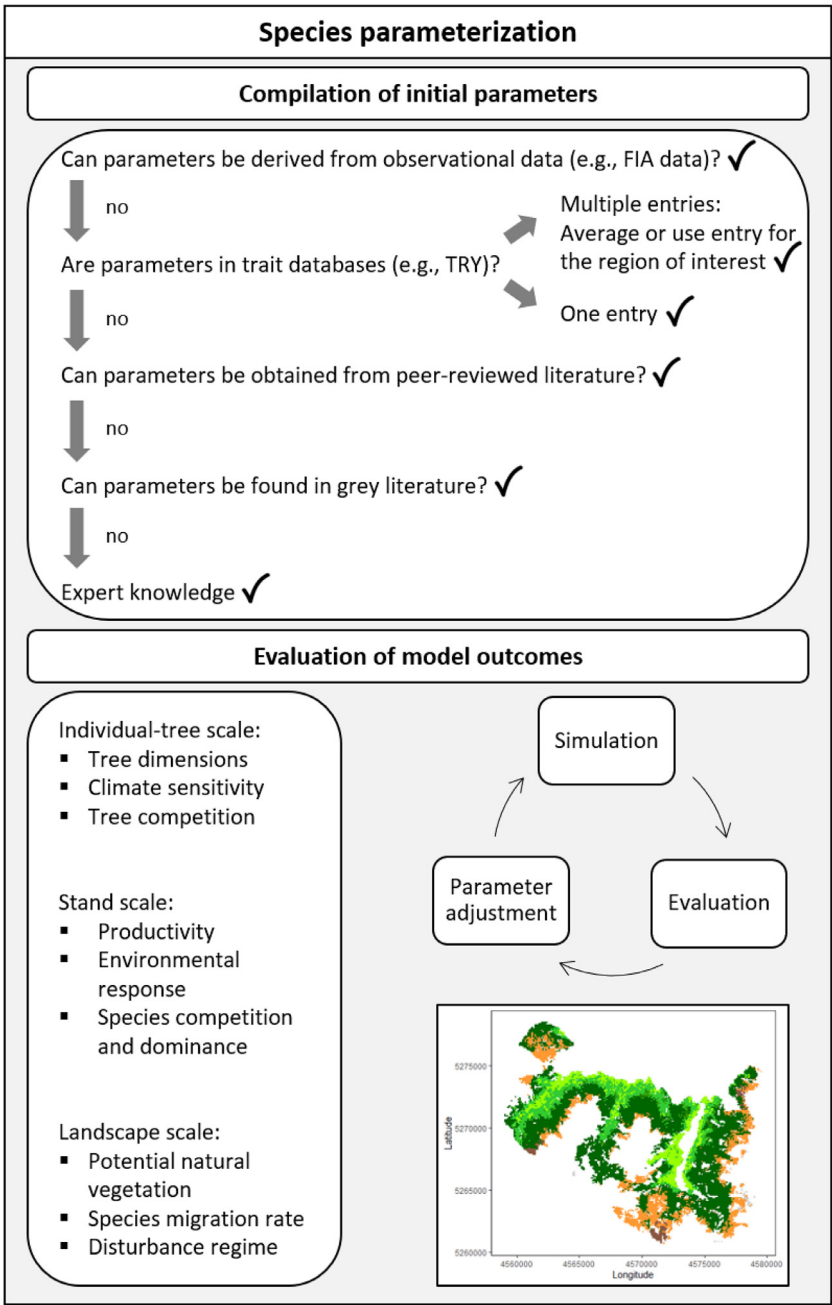 Species parameterization
Compilation of initial parameters
Can parameters be derived from observational data (e.g., FIA data)?
no
Multiple entries:
Average or use entry for
the region of interest
Are parameters in trait databases (e.g., TRY)?
One entry
no
Can parameters be obtained from peer-reviewed literature?
no
Can parameters be found in grey literature?
no
Expert knowledge
Evaluation of model outcomes
Individual-tree scale:
▪ Tree dimensions
▪ Climate sensitivity
▪ Tree competition
Stand scale:
▪ Productivity
▪ Environmental
response
▪ Species competition
and dominance
Landscape scale:
▪ Potential natural
vegetation
▪ Species migration rate
▪ Disturbance regime
Simulation
Parameter
adjustment
Evaluation
Latitude
5275000
5270000
5265000
5260000
4560000 4565000 4570000 4575000 4580000
Longitude